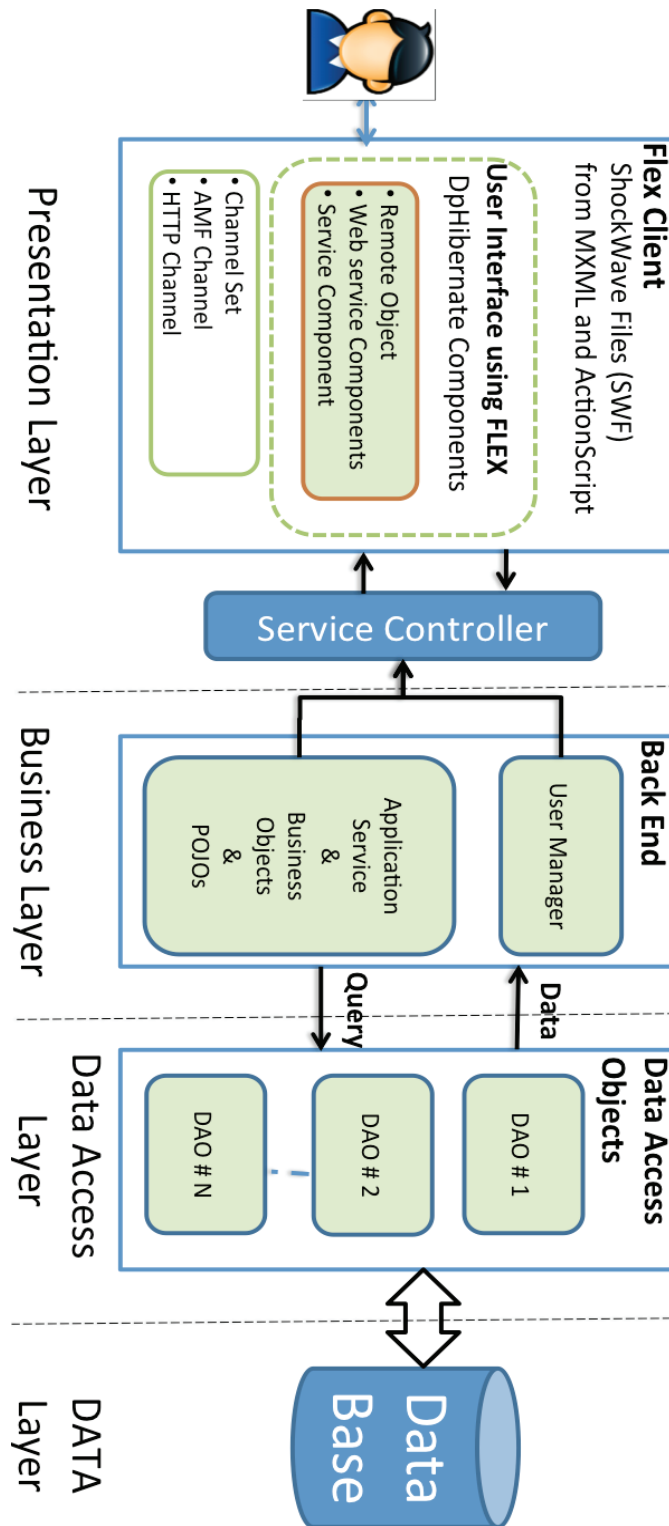 Flex Client
ShockWave Files (SWF)
from MXML and ActionScript
User Interface using FLEX
DpHibernate Components
• Remote Object
• Web service Components
• Service Component
• Channel Set
• AMF Channel
• HTTP Channel
Presentation Layer
Service Controller
Back End
User Manager
Application
Service
&
Business
Objects
&
POJOs
Business Layer
Data
Query
Data Access
Objects
DAO # 1
DAO # 2
DAO # N
Data Access
Layer
Data
Base
DATA
Layer